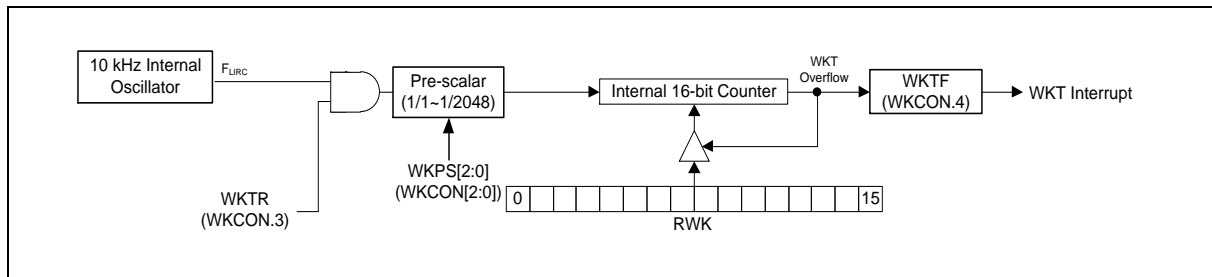 10 kHz Internal
Oscillator
FLIRC
Pre-scalar
(1/1~1/2048)
Internal 16-bit Counter
WKT
Overflow
WKTF
(WKCON.4)
WKT Interrupt
WKPS[2:0]
(WKCON[2:0])
WKTR
(WKCON.3)
0
15
RWK